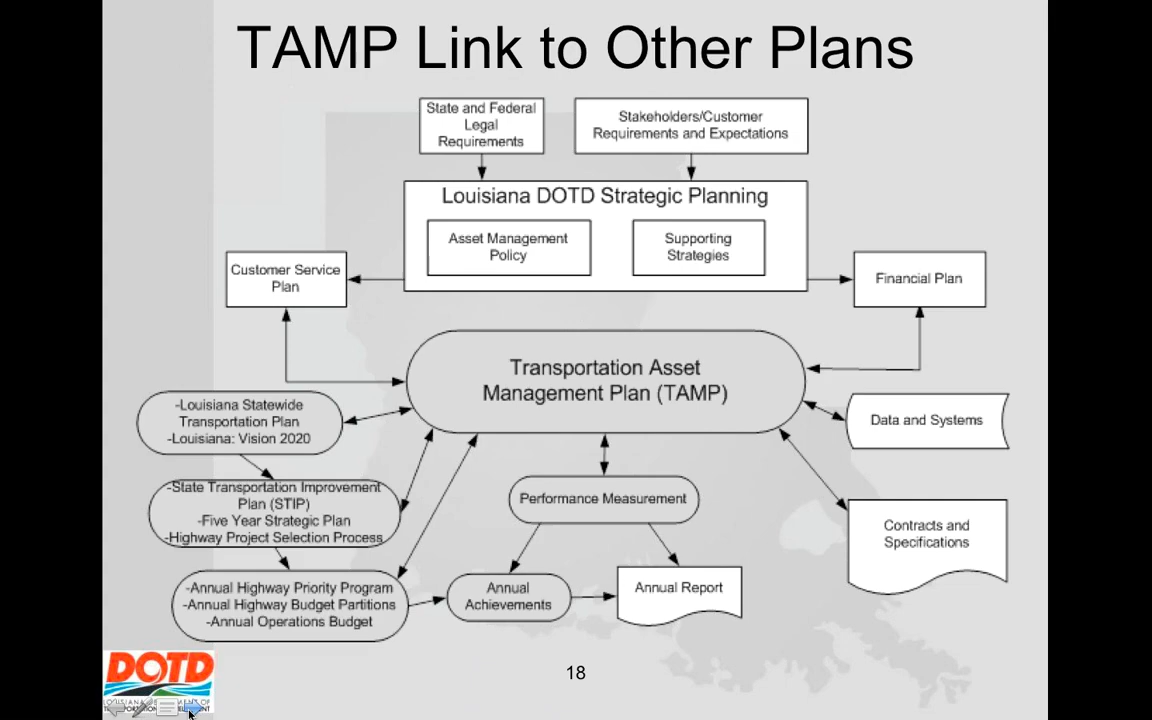 TAMP Link to Other Plans
State and Federal
Legal
Requirements
Stakeholders/Customer
Requirements and Expectations
Louisiana DOTD Strategic Planning
Asset Management
Policy
Supporting
Strategies
Customer Service
Plan
Financial Plan
Transportation Asset
Management Plan (TAMP)
-Louisiana Statewide
Transportation Plan
-Louisiana: Vision 2020
Data and Systems
-State Transportation Improvement
Plan (STIP)
-Five Year Strategic Plan
-Highway Project Selection Process
Performance Measurement
Contracts and
Specifications
-Annual Highway Priority Program
-Annual Highway Budget Partitions
-Annual Operations Budget
Annual
Achievements
Annual Report
DOTD
18